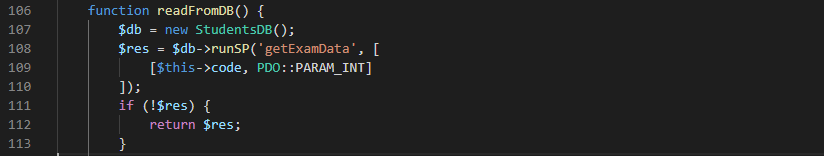 106 function readFromDB() {
107 $db = new StudentsDB();
108 $res = $db->runSP('getExamData', [
109 [$this->code, PDO::PARAM_INT]
110 ]);
111 if (!$res) {
112 return $res;
113 }